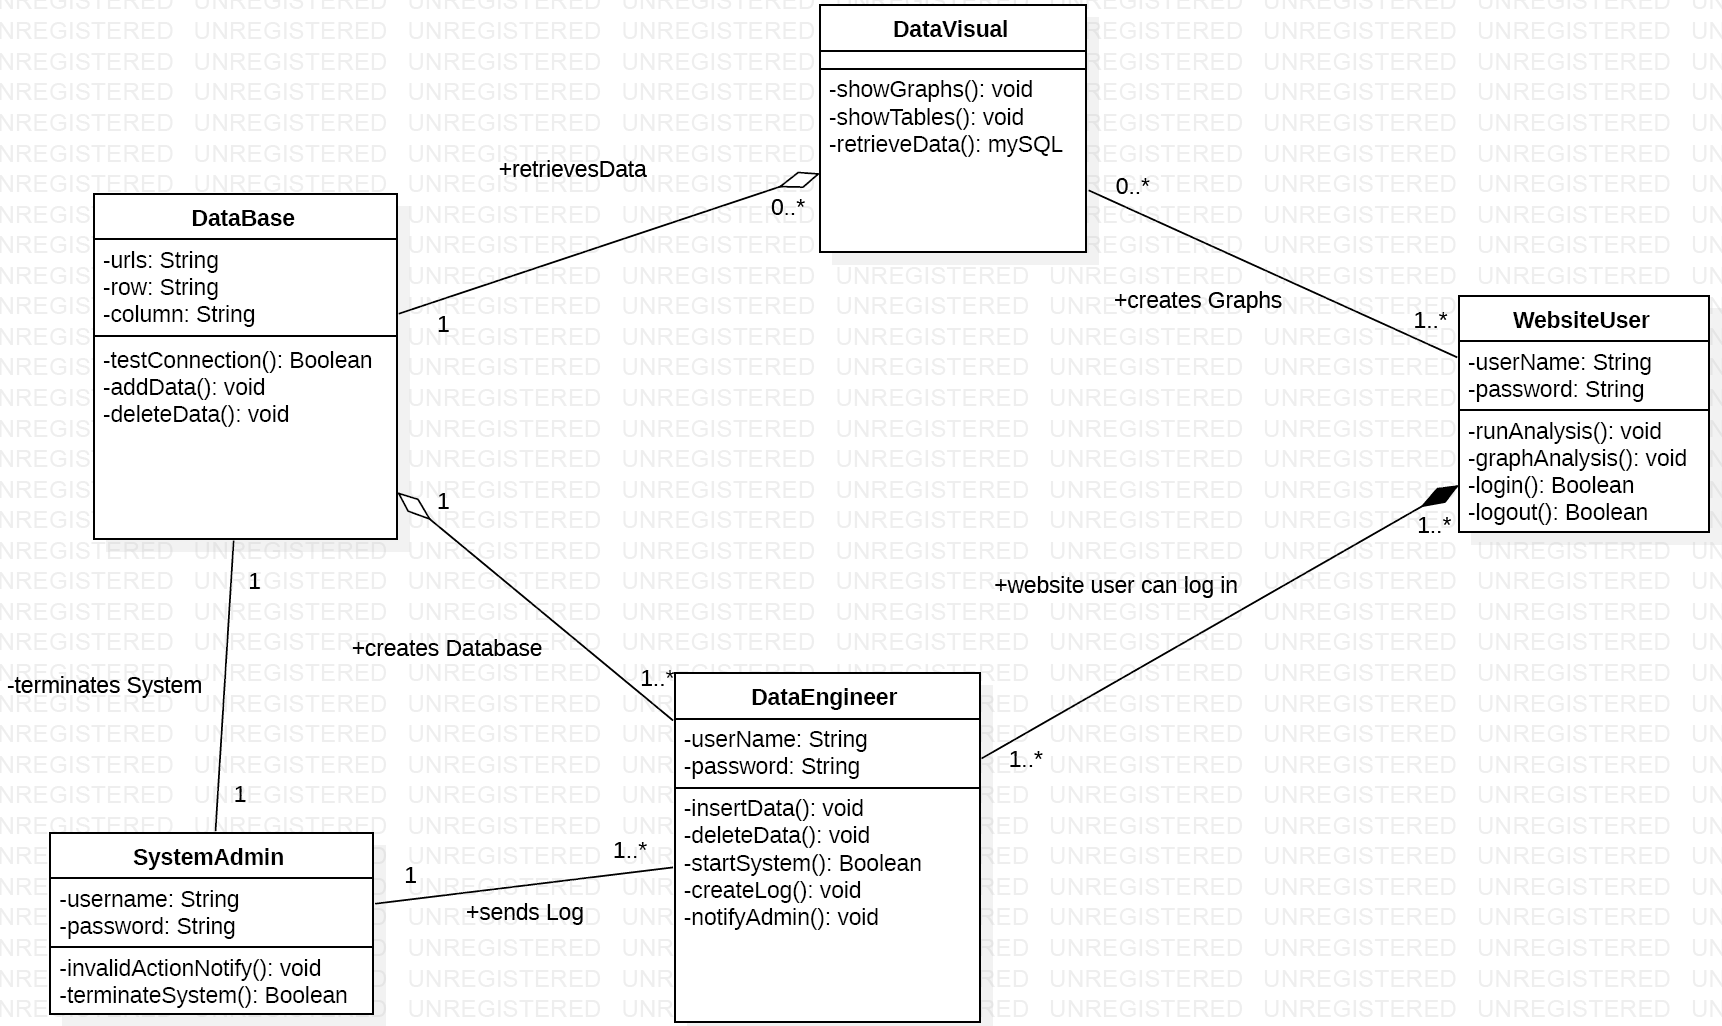 DataVisual
-showGraphs(): void
-showTables(): void
-retrieveData(): mySQL
+retrievesData
0..*
1
0..*
+creates Graphs
1..*
DataBase
-urls: String
-row: String
-column: String
-testConnection(): Boolean
-addData(): void
-deleteData(): void
WebsiteUser
-userName: String
-password: String
-runAnalysis(): void
-graphAnalysis(): void
-login(): Boolean
-logout(): Boolean
1
1..*
+website user can log in
1..*
1
-terminates System
1
+creates Database
1..*
DataEngineer
-userName: String
-password: String
-insertData(): void
-deleteData(): void
-startSystem(): Boolean
-createLog(): void
-notifyAdmin(): void
SystemAdmin
-username: String
-password: String
-invalidActionNotify(): void
-terminateSystem(): Boolean
1
1..*
+sends Log
UNREGISTERED